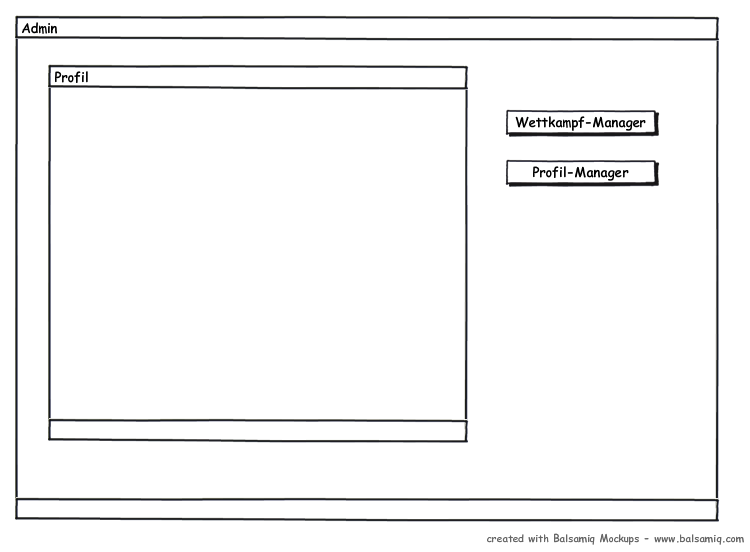 Admin
Profil
Wettkampf-Manager
Profil-Manager
created with Balsamiq Mockups - www.balsamiq.com